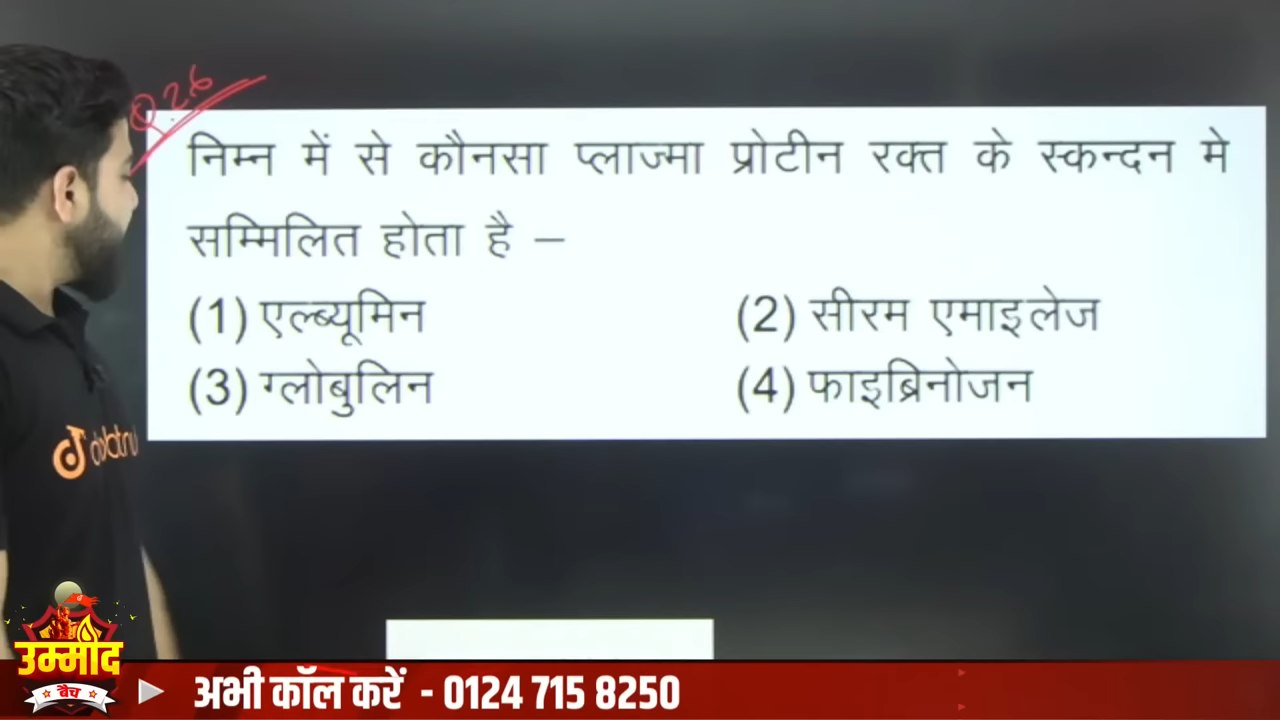 Q.26
निम्न में से कौनसा प्लाज्मा प्रोटीन रक्त के स्कन्दन मे
सम्मिलित होता है –
(1) एल्ब्यूमिन (2) सीरम एमाइलेज
(3) ग्लोबुलिन (4) फाइब्रिनोजन
उम्मीद
बैच
अभी कॉल करें - 0124 715 8250